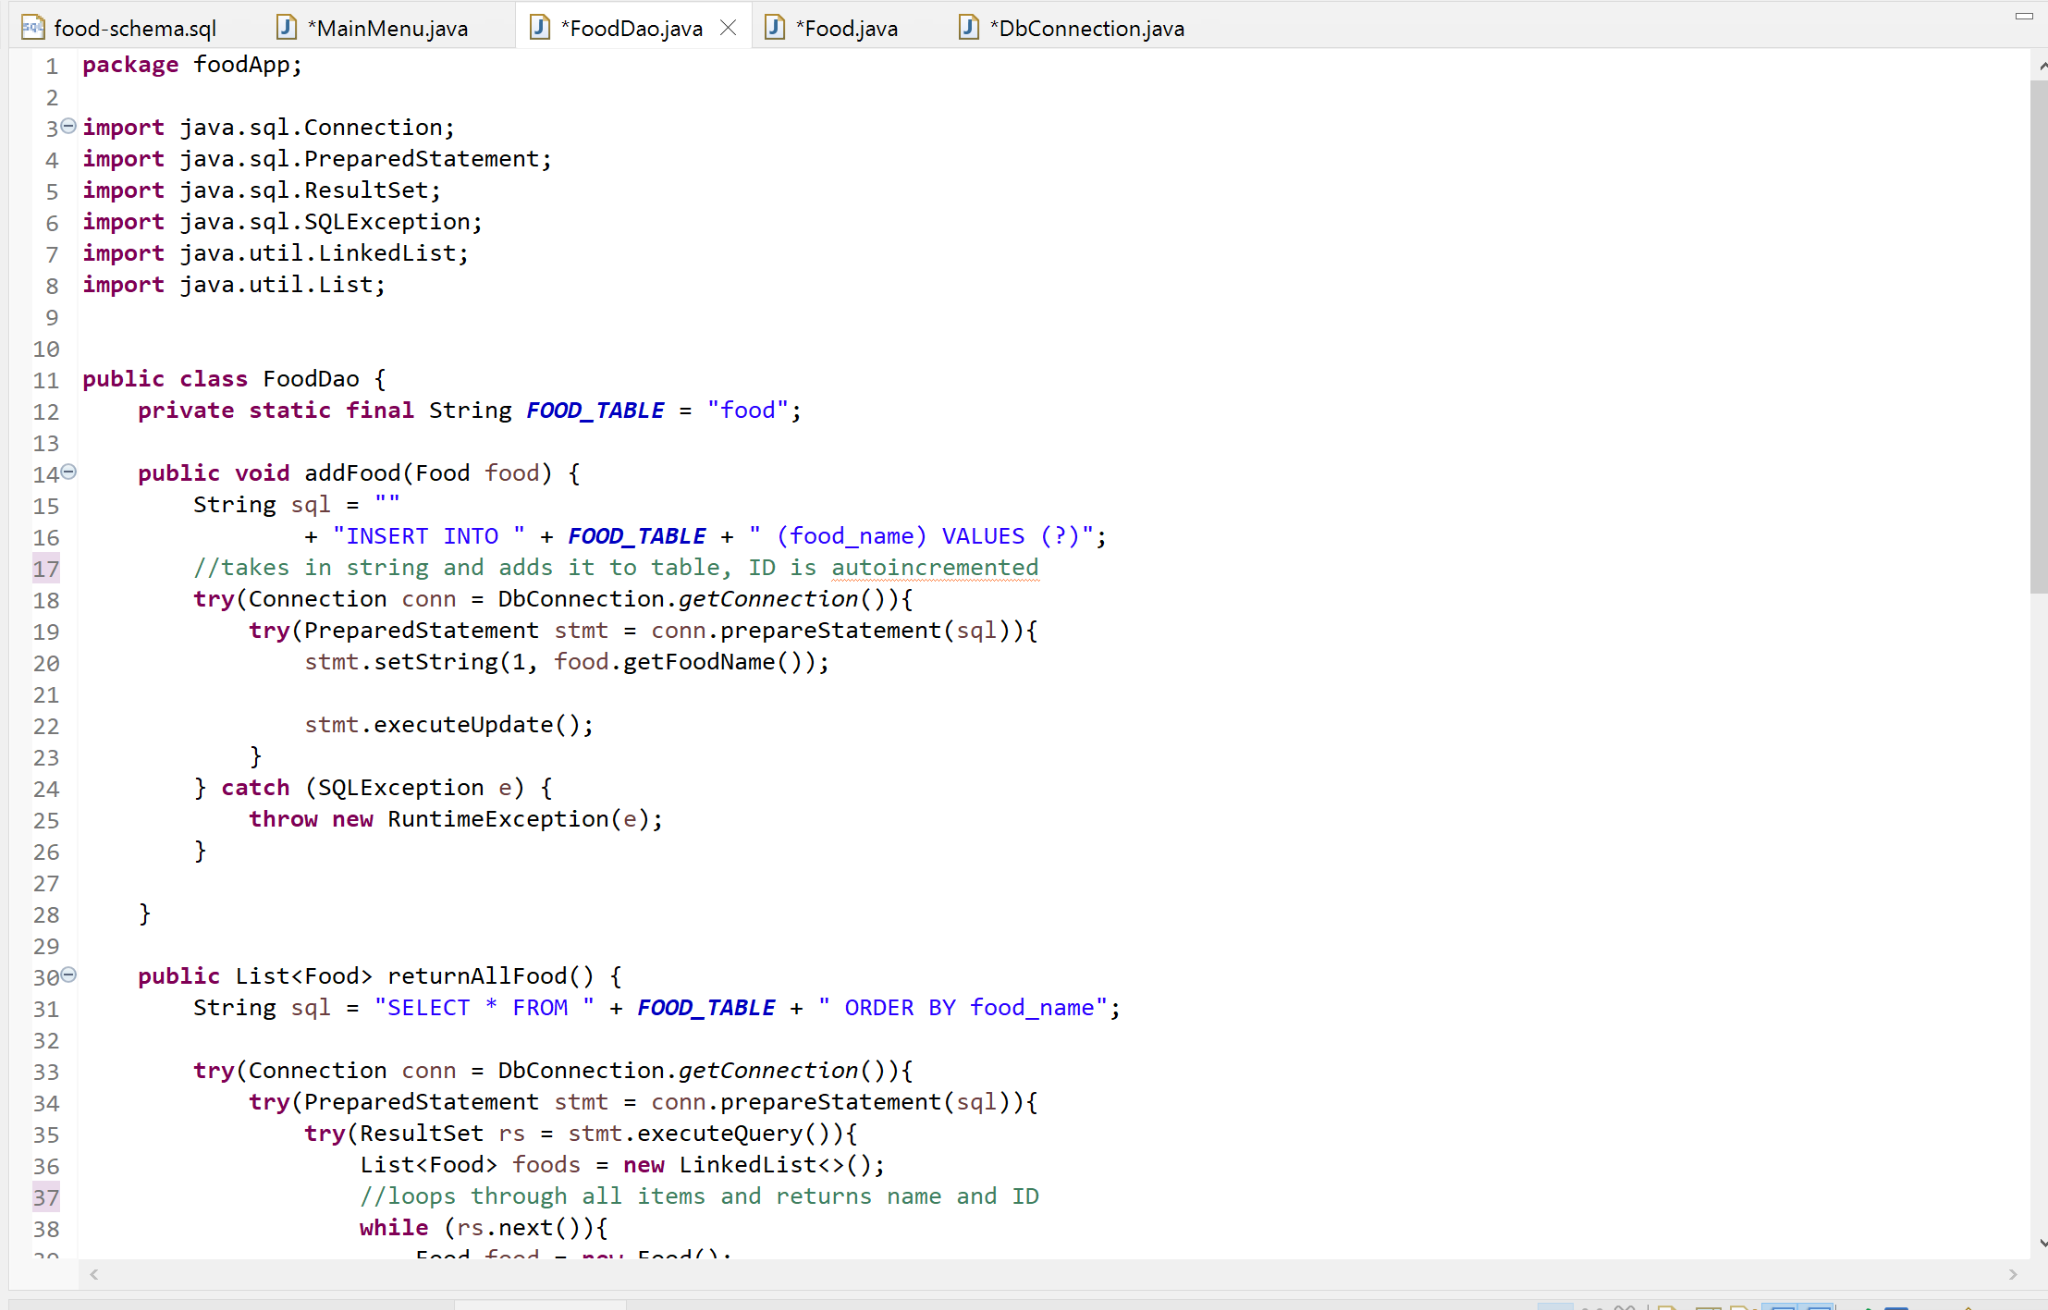 food-schema.sql *MainMenu.java *FoodDao.java *Food.java *DbConnection.java
1 package foodApp;
2
3 import java.sql.Connection;
4 import java.sql.PreparedStatement;
5 import java.sql.ResultSet;
6 import java.sql.SQLException;
7 import java.util.LinkedList;
8 import java.util.List;
9
10
11 public class FoodDao {
12     private static final String FOOD_TABLE = "food";
13
14     public void addFood(Food food) {
15         String sql = ""
16                 + "INSERT INTO " + FOOD_TABLE + " (food_name) VALUES (?)";
17         //takes in string and adds it to table, ID is autoincremented
18         try(Connection conn = DbConnection.getConnection()){
19             try(PreparedStatement stmt = conn.prepareStatement(sql)){
20                 stmt.setString(1, food.getFoodName());
21
22                 stmt.executeUpdate();
23             }
24         } catch (SQLException e) {
25             throw new RuntimeException(e);
26         }
27
28     }
29
30     public List<Food> returnAllFood() {
31         String sql = "SELECT * FROM " + FOOD_TABLE + " ORDER BY food_name";
32
33         try(Connection conn = DbConnection.getConnection()){
34             try(PreparedStatement stmt = conn.prepareStatement(sql)){
35                 try(ResultSet rs = stmt.executeQuery()){
36                     List<Food> foods = new LinkedList<>();
37                     //loops through all items and returns name and ID
38                     while (rs.next()){
39                         Food food = new Food();